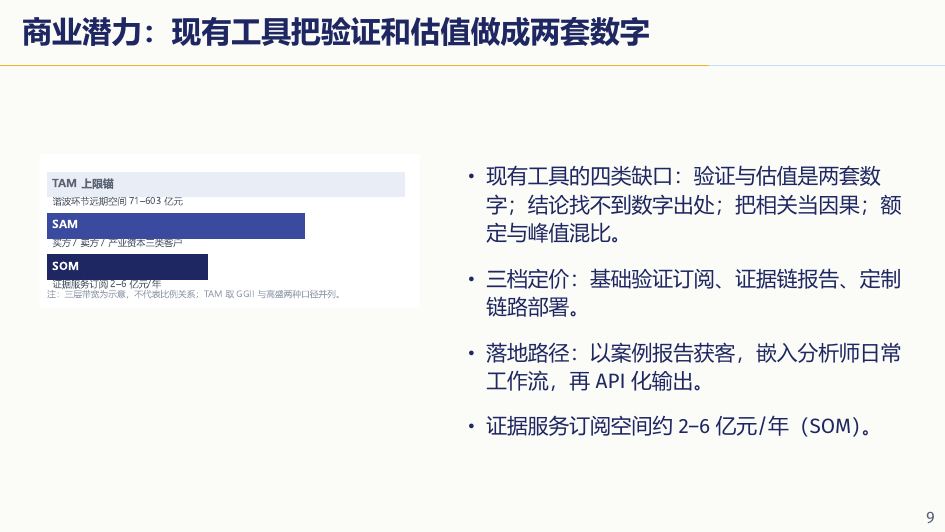 商业潜力：现有工具把验证和估值做成两套数字
TAM 上限锚
谐波环节远期空间 71–603 亿元
SAM
买方 / 卖方 / 产业资本三类客户
SOM
证据服务订阅 2–6 亿元/年
注：三层带宽为示意，不代表比例关系；TAM 取 GGII 与高盛两种口径并列。
• 现有工具的四类缺口：验证与估值是两套数
字；结论找不到数字出处；把相关当因果；额
定与峰值混比。
• 三档定价：基础验证订阅、证据链报告、定制
链路部署。
• 落地路径：以案例报告获客，嵌入分析师日常
工作流，再 API 化输出。
• 证据服务订阅空间约 2–6 亿元/年（SOM）。
9